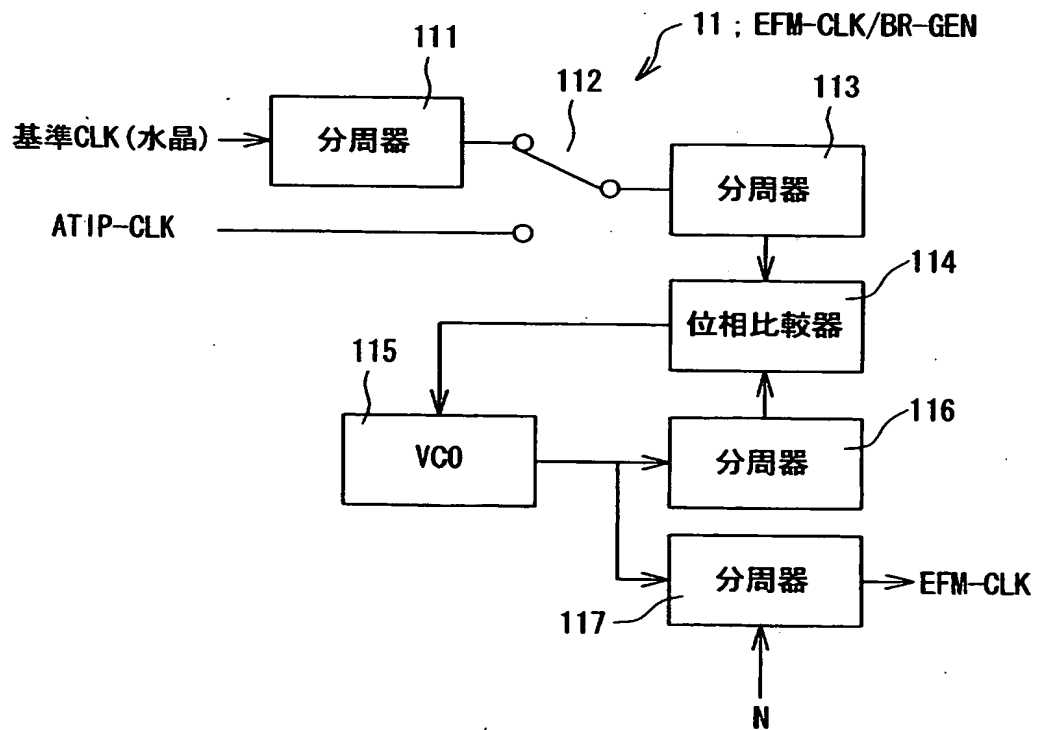 11 ; EFM-CLK/BR-GEN
111
112
113
基準CLK(水晶)
分周器
分周器
ATIP-CLK
114
位相比較器
115
116
VCO
分周器
分周器
EFM-CLK
117
N